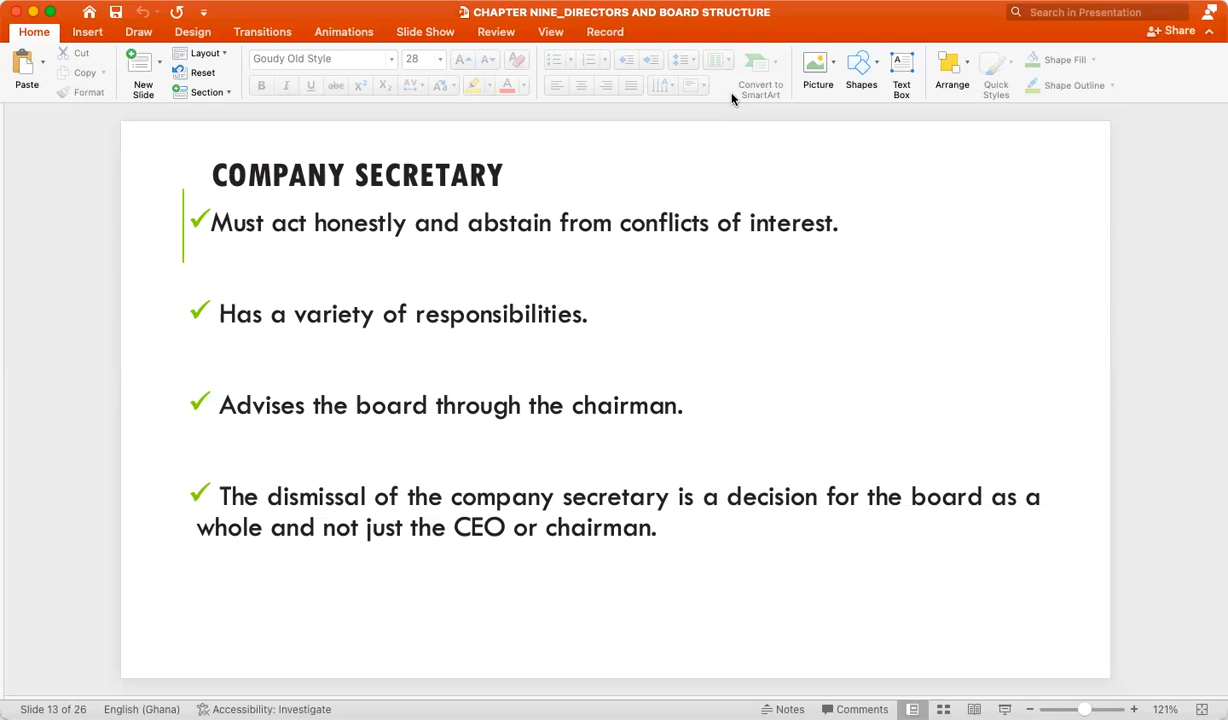 CHAPTER NINE_DIRECTORS AND BOARD STRUCTURE
Search in Presentation
Home Insert Draw Design Transitions Animations Slide Show Review View Record
Share
Paste
Cut
Copy
Format
New
Slide
Layout
Reset
Section
Goudy Old Style
28
Convert to
SmartArt
Picture
Shapes
Text
Box
Arrange
Quick
Styles
Shape Fill
Shape Outline
COMPANY SECRETARY
Must act honestly and abstain from conflicts of interest.
Has a variety of responsibilities.
Advises the board through the chairman.
The dismissal of the company secretary is a decision for the board as a
whole and not just the CEO or chairman.
Slide 13 of 26 English (Ghana) Accessibility: Investigate Notes Comments 121%